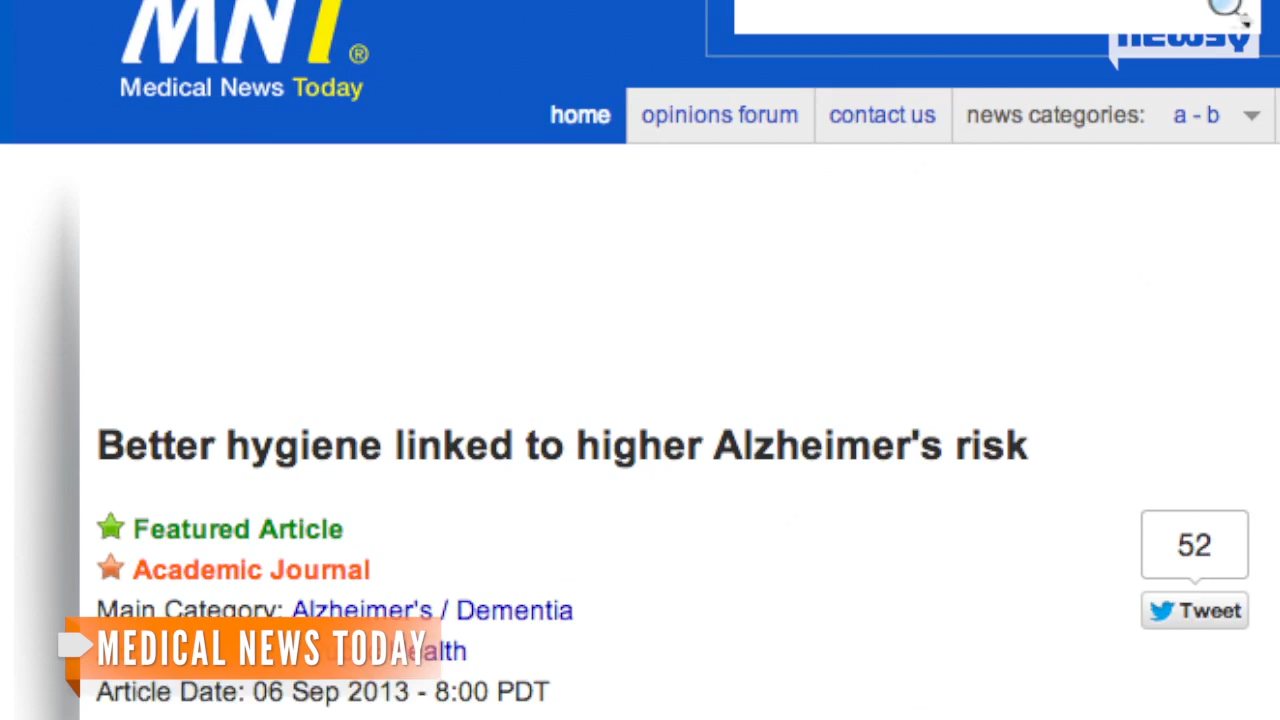 MNT®
newsy
Medical News Today
home
opinions forum
contact us
news categories: a - b
Better hygiene linked to higher Alzheimer's risk
Featured Article
52
Academic Journal
Tweet
Main Category: Alzheimer's / Dementia
MEDICAL NEWS TODAY
Article Date: 06 Sep 2013 - 8:00 PDT